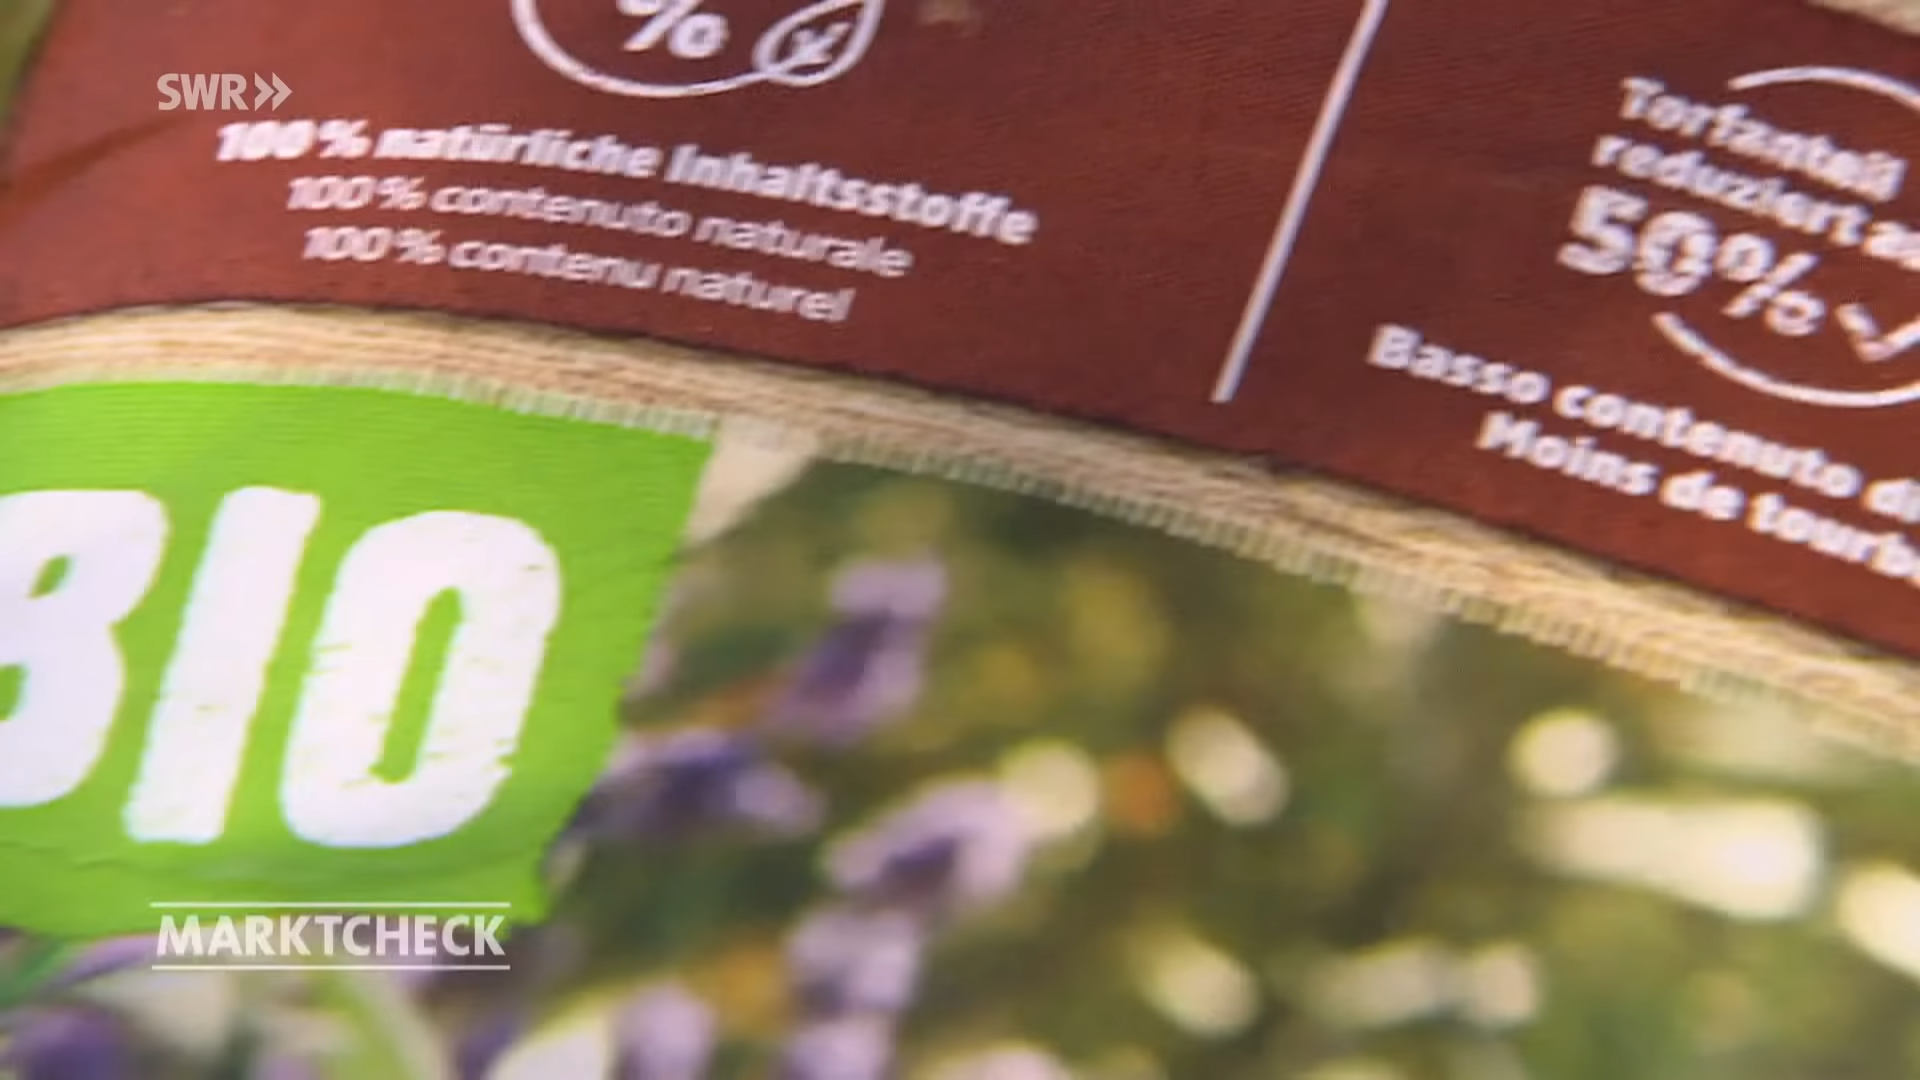 SWR»
%
100% natürliche Inhaltsstoffe
100% contenuto naturale
100% contenu naturel
Torfanteil
reduziert
50%
Basso contenuto di
Moins de
BIO
MARKTCHECK